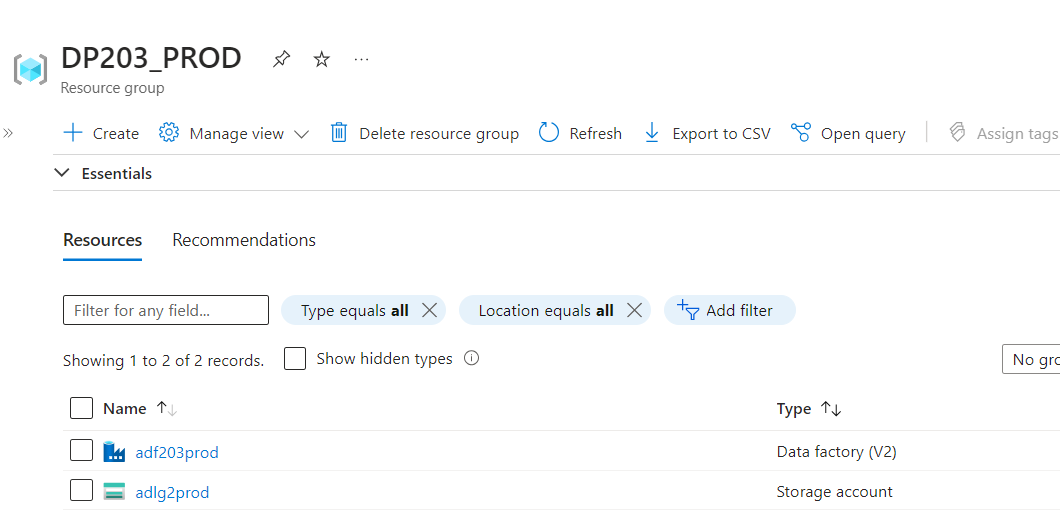 DP203_PROD ...
Resource group
Create Manage view Delete resource group Refresh Export to CSV Open query Assign tags
Essentials
Resources Recommendations
Filter for any field... Type equals all Location equals all Add filter
Showing 1 to 2 of 2 records. Show hidden types No gro
Name Type
adf203prod Data factory (V2)
adlg2prod Storage account